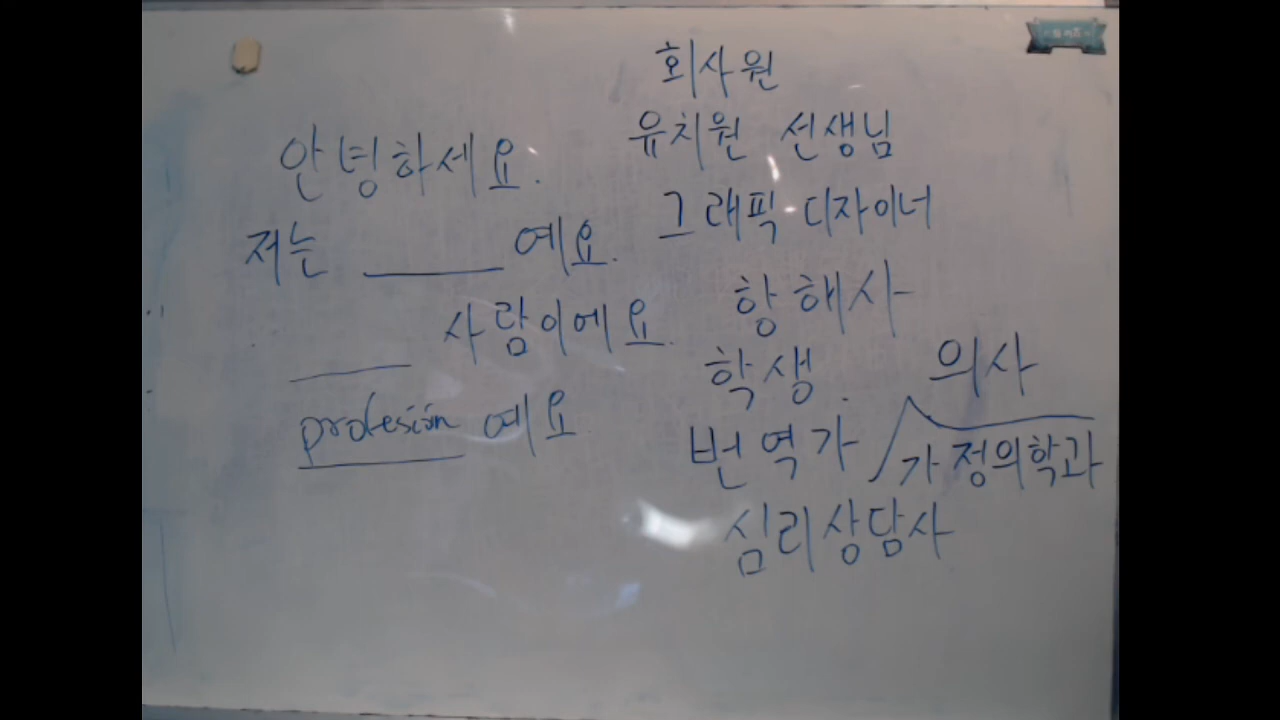 안녕하세요.
저는 ______ 예요.
______ 사람이에요.
profesión 예요
회사원
유치원 선생님
그래픽 디자이너
항해사
학생. 의사
번역가 가정의학과
심리상담사